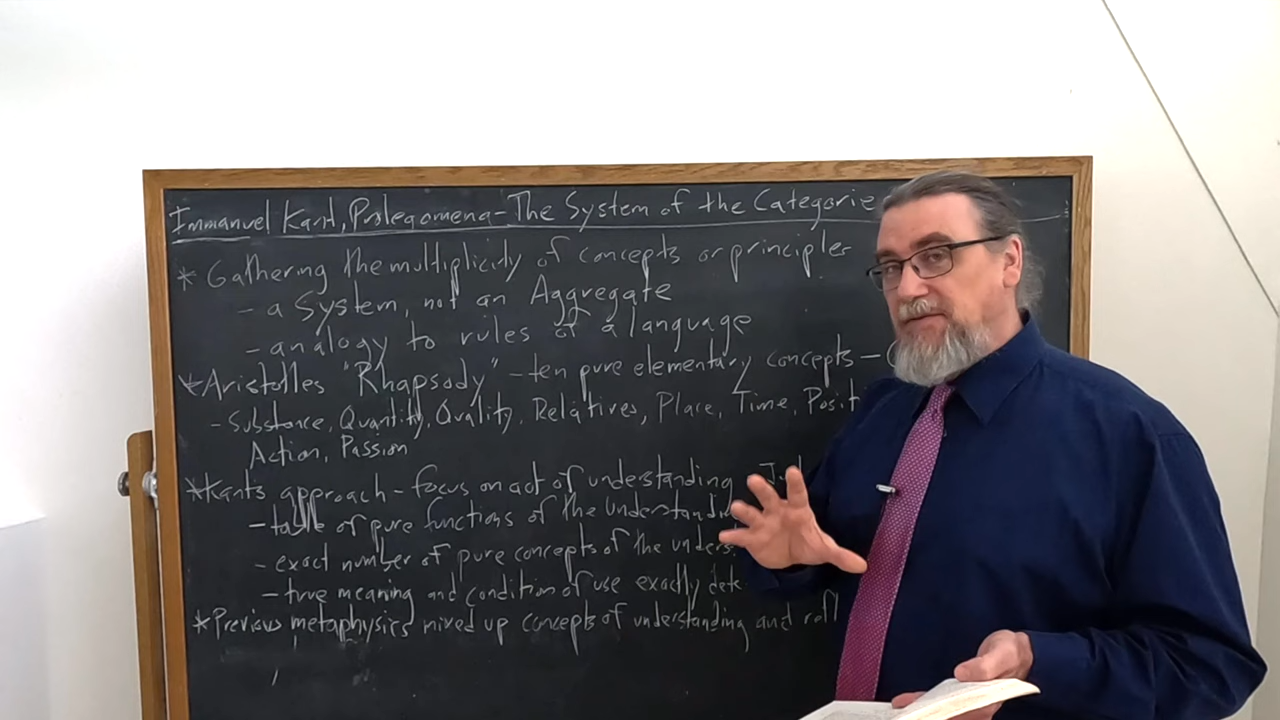 Immanuel Kant, Prolegomena - The System of the Categorie
* Gathering the multiplicity of concepts or principles
- a System, not an Aggregate
- analogy to rules of a language
* Aristotles "Rhapsody" - ten pure elementary concepts -
- Substance, Quantity, Quality, Relatives, Place, Time, Posit
Action, Passion
* Kants approach - focus on act of understanding
- table of pure functions of the understandi
- exact number of pure concepts of the unders
- true meaning and condition of use exactly det
* Previous metaphysics mixed up concepts of understanding and refl